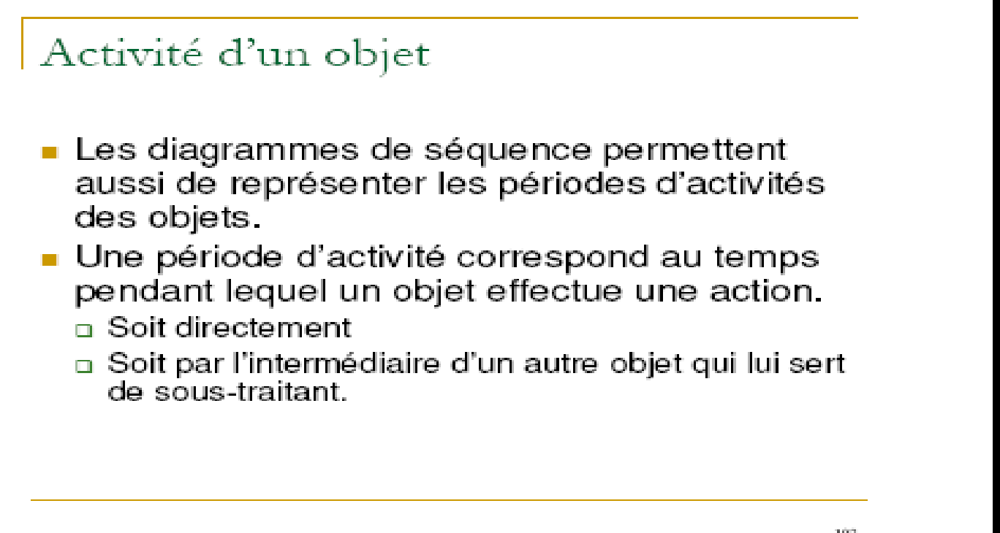 Activité d'un objet
Les diagrammes de séquence permettent
aussi de représenter les périodes d'activités
des objets.
Une période d'activité correspond au temps
pendant lequel un objet effectue une action.
Soit directement
Soit par l'intermédiaire d'un autre objet qui lui sert
de sous-traitant.